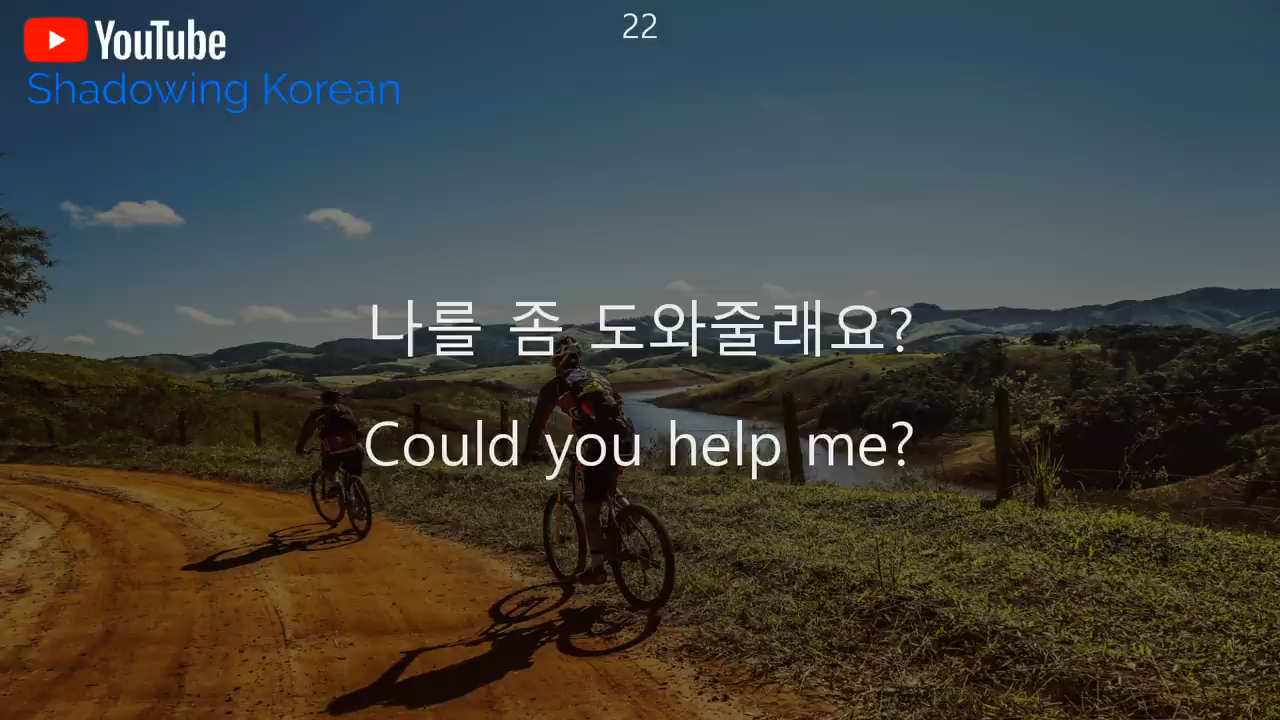 22
YouTube
Shadowing Korean
나를 좀 도와줄래요?
Could you help me?